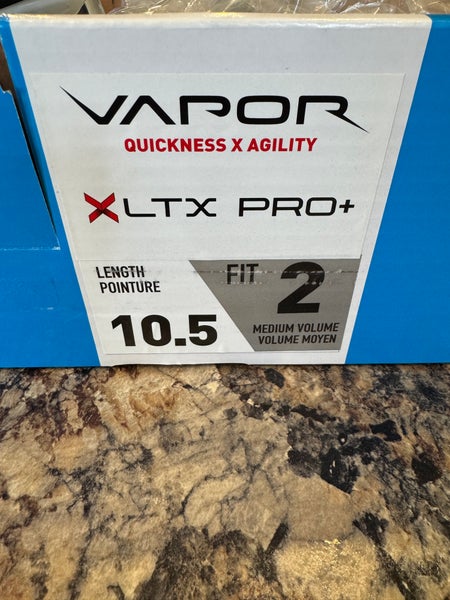 VAPOR
QUICKNESS X AGILITY
XLTX PRO+
LENGTH
POINTURE
10.5
FIT 2
MEDIUM VOLUME
VOLUME MOYEN